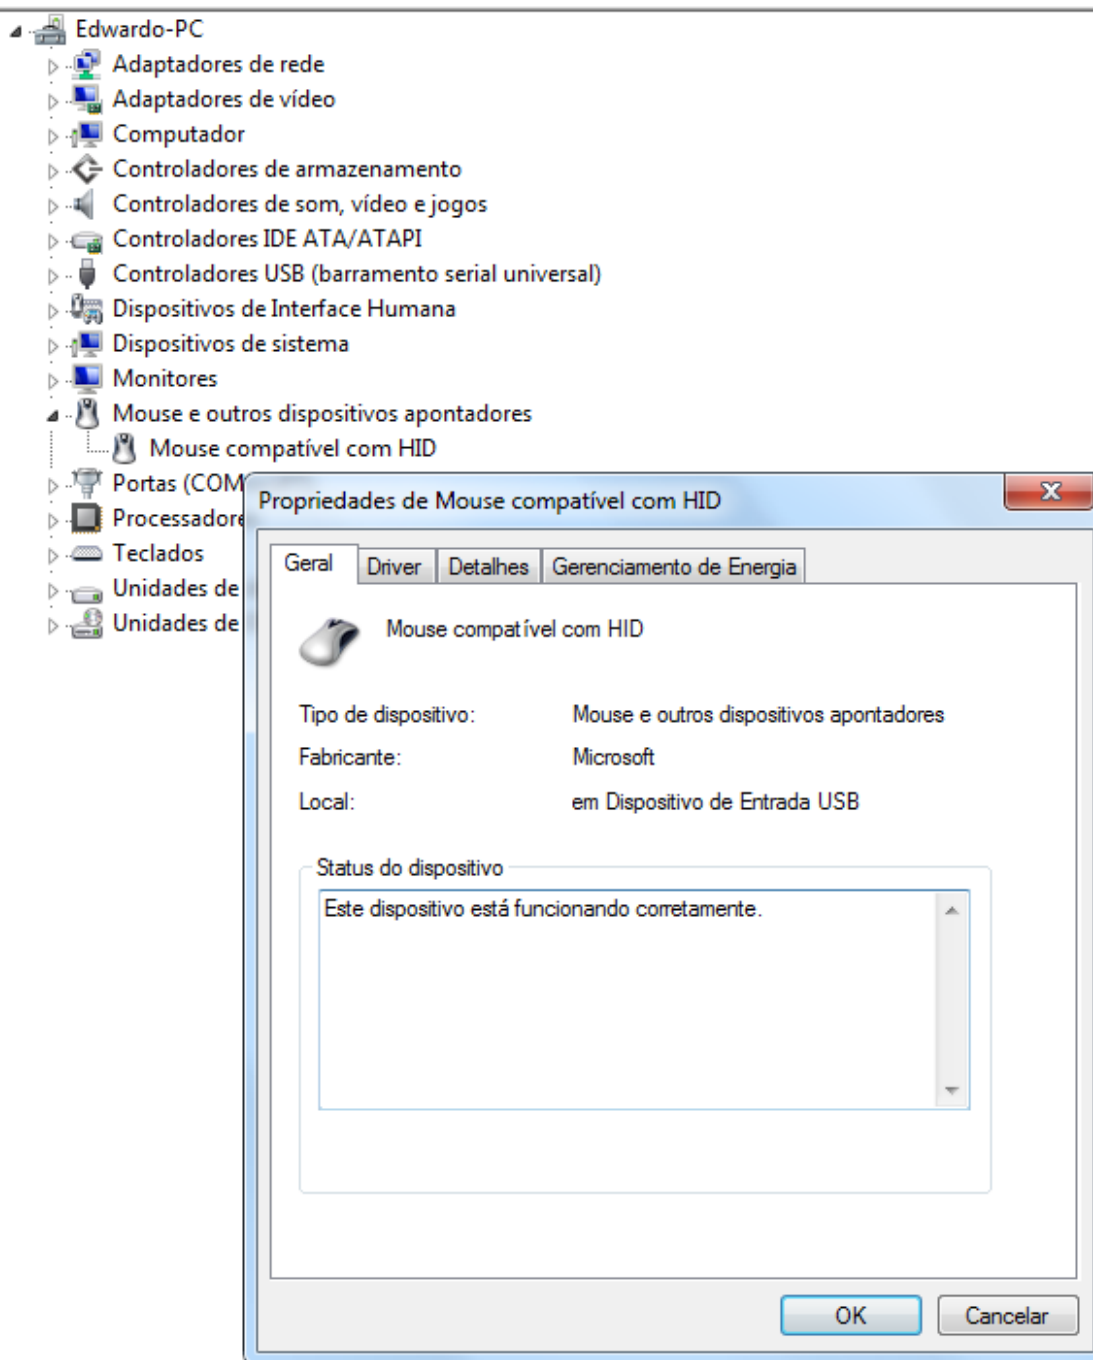 Edwardo-PC
Adaptadores de rede
Adaptadores de vídeo
Computador
Controladores de armazenamento
Controladores de som, vídeo e jogos
Controladores IDE ATA/ATAPI
Controladores USB (barramento serial universal)
Dispositivos de Interface Humana
Dispositivos de sistema
Monitores
Mouse e outros dispositivos apontadores
Mouse compatível com HID
Portas (COM
Processadore
Teclados
Unidades de
Unidades de
Propriedades de Mouse compatível com HID
Geral Driver Detalhes Gerenciamento de Energia
Mouse compatível com HID
Tipo de dispositivo: Mouse e outros dispositivos apontadores
Fabricante: Microsoft
Local: em Dispositivo de Entrada USB
Status do dispositivo
Este dispositivo está funcionando corretamente.
OK Cancelar